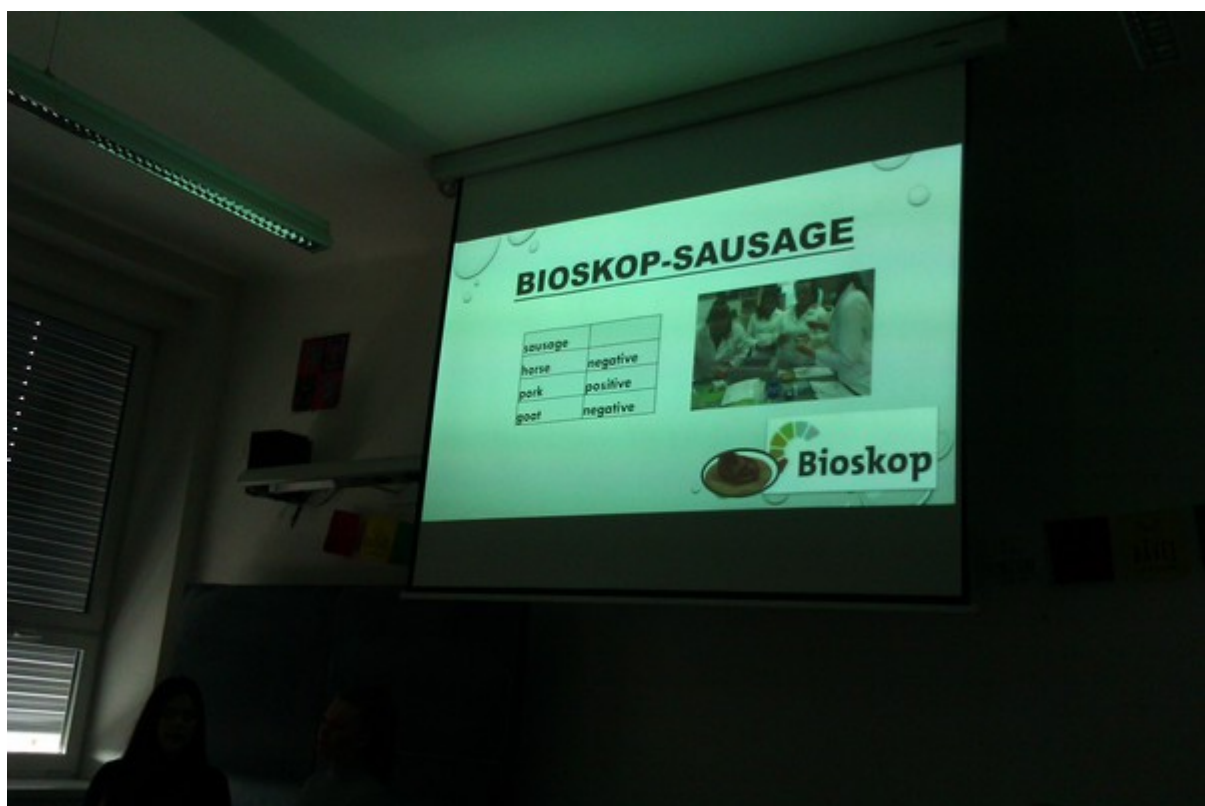 BIOSKOP-SAUSAGE
sausage
horse negative
pork positive
goat negative
Bioskop